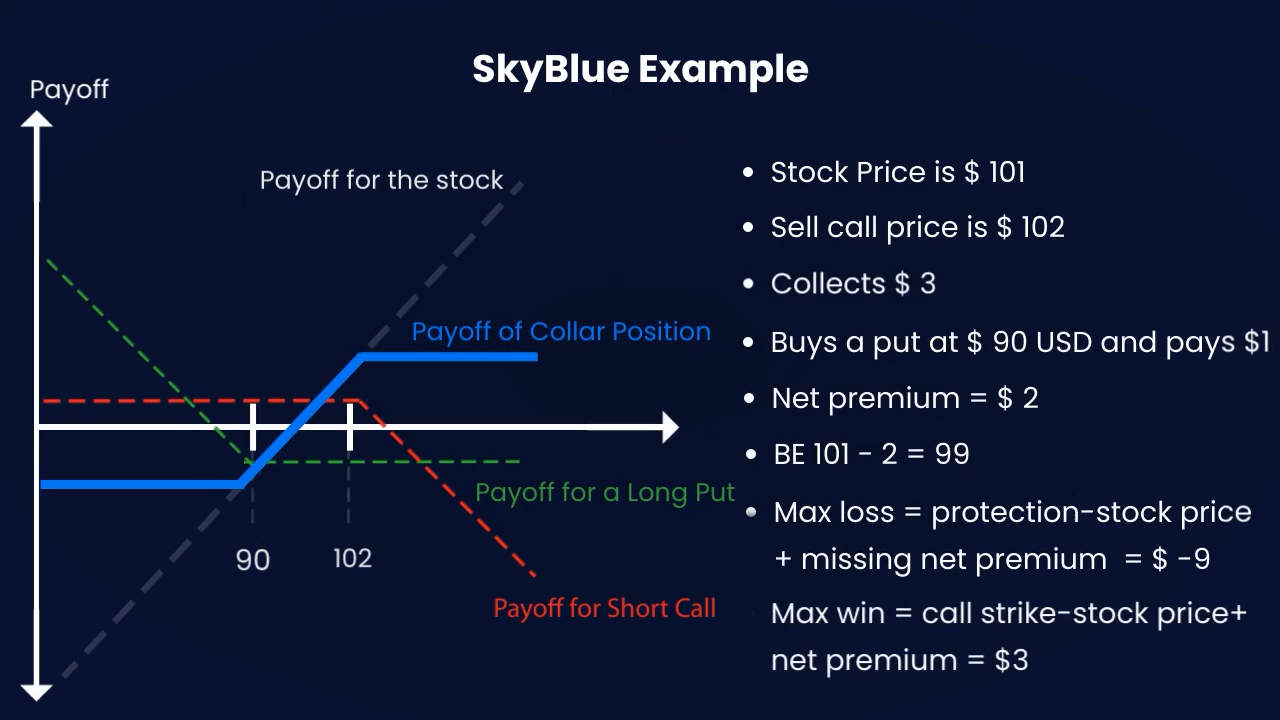 SkyBlue Example
Payoff
Payoff for the stock
Payoff of Collar Position
Payoff for a Long Put
90
102
Payoff for Short Call
• Stock Price is $ 101
• Sell call price is $ 102
• Collects $ 3
• Buys a put at $ 90 USD and pays $1
• Net premium = $ 2
• BE 101 - 2 = 99
• Max loss = protection-stock price
+ missing net premium = $ -9
Max win = call strike-stock price+
net premium = $3